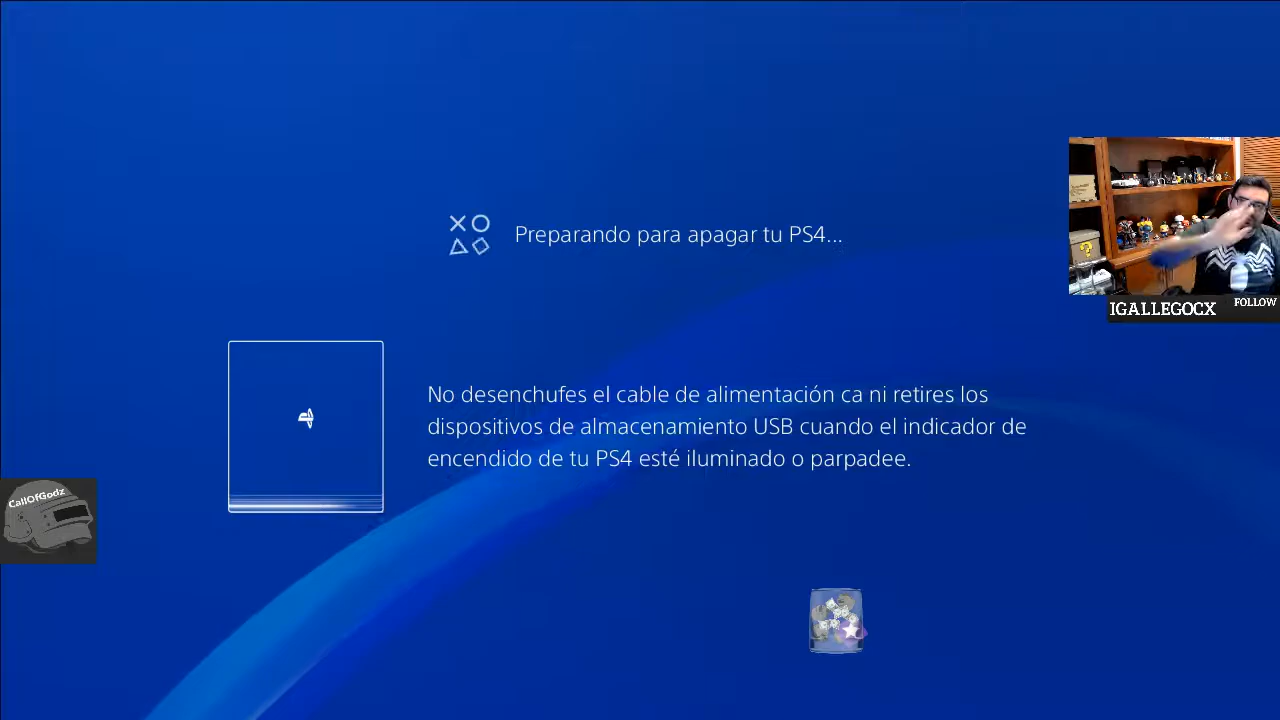 Preparando para apagar tu PS4...
IGALLEGOCX
FOLLOW
No desenchufes el cable de alimentación ca ni retires los
dispositivos de almacenamiento USB cuando el indicador de
encendido de tu PS4 esté iluminado o parpadee.
CallOfGodz